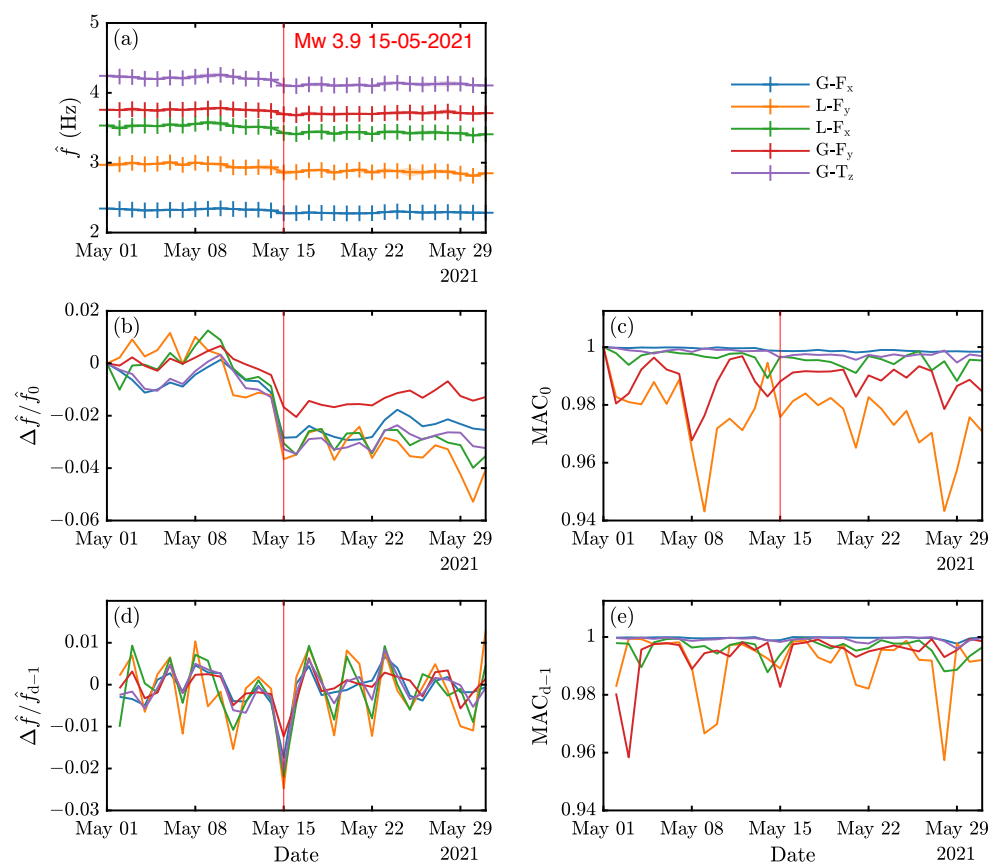 (a)
Mw 3.9 15-05-2021
5
4
3
2
f̂ (Hz)
May 01 May 08 May 15 May 22 May 29
2021
G-Fₓ
L-Fᵧ
L-Fₓ
G-Fᵧ
G-T_z
(b)
0.02
0
−0.02
−0.04
−0.06
Δf̂/f̂₀
May 01 May 08 May 15 May 22 May 29
2021
(c)
1
0.98
0.96
0.94
MAC₀
May 01 May 08 May 15 May 22 May 29
2021
(d)
0.01
0
−0.01
−0.02
−0.03
Δf̂/f̂d−1
May 01 May 08 May 15 May 22 May 29
Date 2021
(e)
1
0.98
0.96
0.94
MACd−1
May 01 May 08 May 15 May 22 May 29
Date 2021